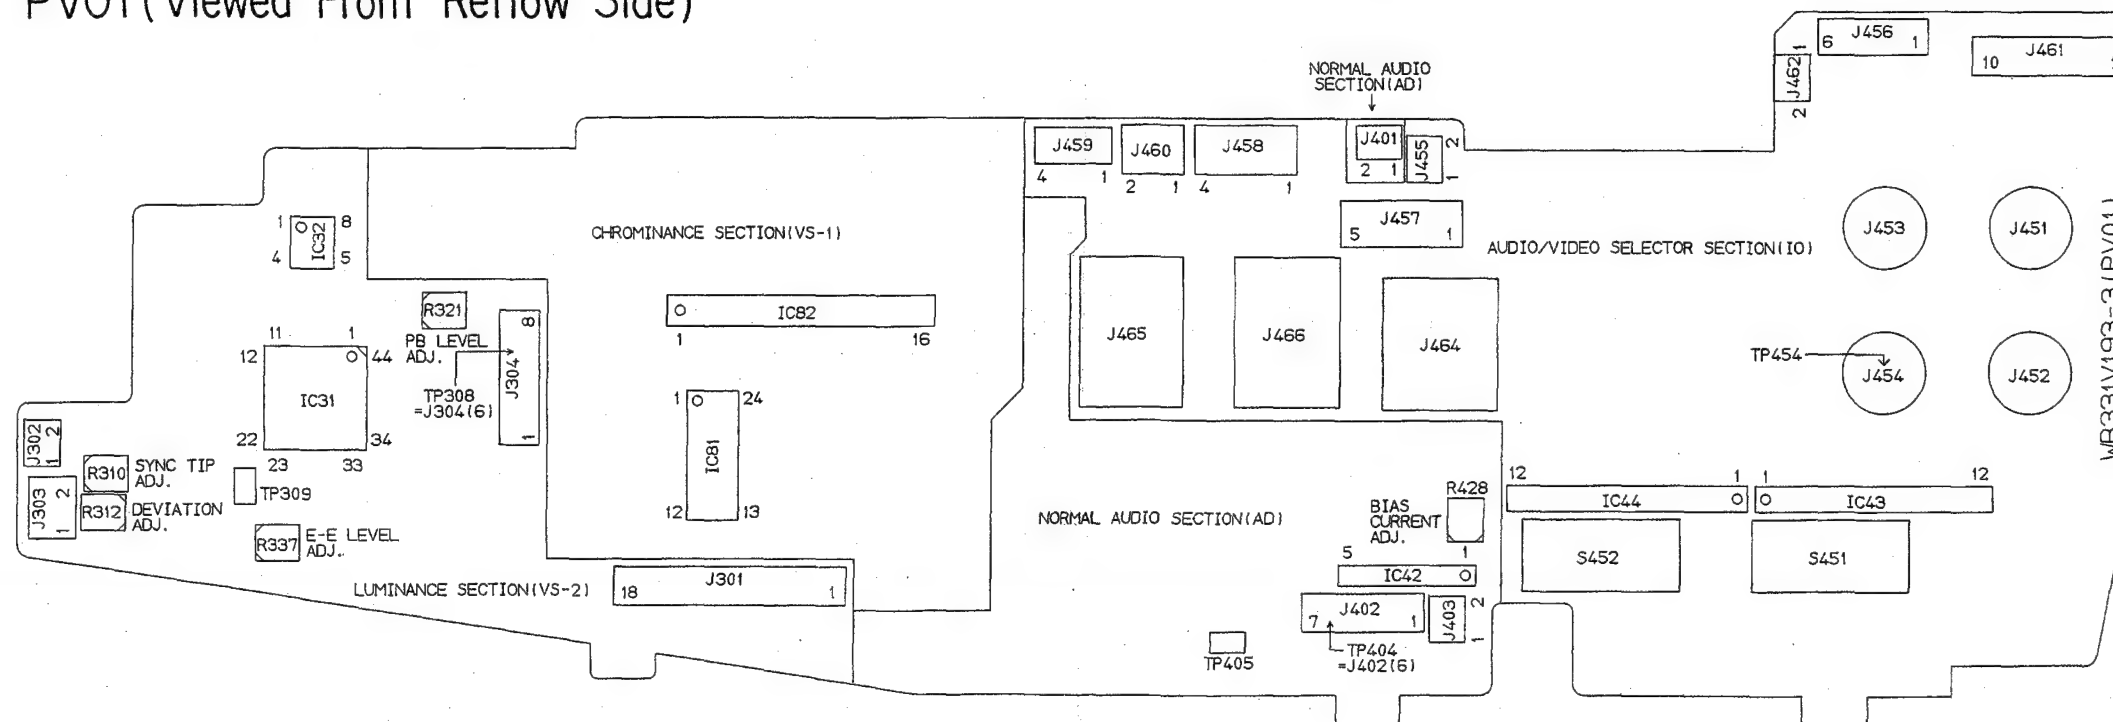 PV01(Viewed From Reflow Side)
6 J456 1
10 J461
J462 1
2
NORMAL AUDIO
SECTION(AD)
J459
4 1
J460
2 1
J458
4 1
J401
2 1
J455 2
1
J457
5 1
CHROMINANCE SECTION(VS-1)
AUDIO/VIDEO SELECTOR SECTION(IO)
J453
J451
1 8
IC32
4 5
R321
PB LEVEL
ADJ.
TP308
=J304(6)
8
J304
1
IC82
1 16
J465
J466
J464
TP454
J454
J452
11 1
12 44
IC31
22 34
23 33
1 24
IC81
12 13
J302
1 2
R310 SYNC TIP
ADJ.
J303
1 2
R312 DEVIATION
ADJ.
TP309
R337 E-E LEVEL
ADJ.
LUMINANCE SECTION(VS-2)
J301
18 1
NORMAL AUDIO SECTION(AD)
R428
BIAS
CURRENT
ADJ.
5 1
IC42
J402
7 1
J403 2
1
TP404
=J402(6)
TP405
12 1
IC44
1 12
IC43
S452
S451